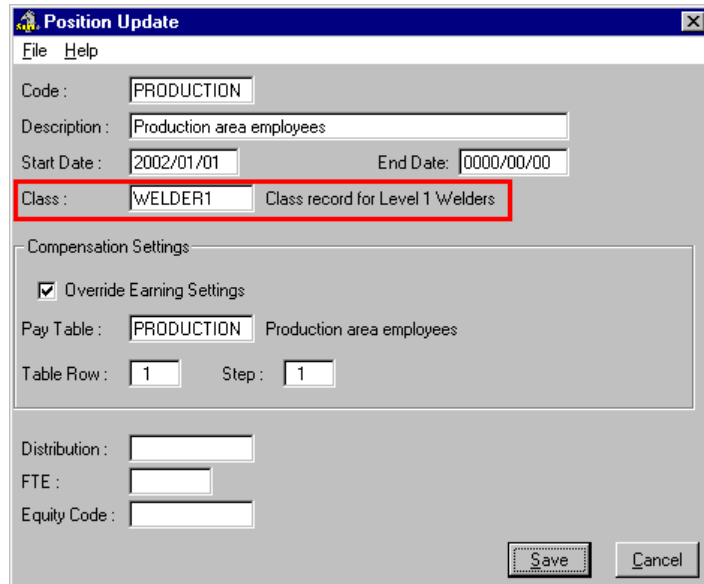 Position Update
File Help
Code : PRODUCTION
Description : Production area employees
Start Date : 2002/01/01 End Date: 0000/00/00
Class : WELDER1 Class record for Level 1 Welders
Compensation Settings
Override Earning Settings
Pay Table : PRODUCTION Production area employees
Table Row : 1 Step : 1
Distribution :
FTE :
Equity Code :
Save Cancel